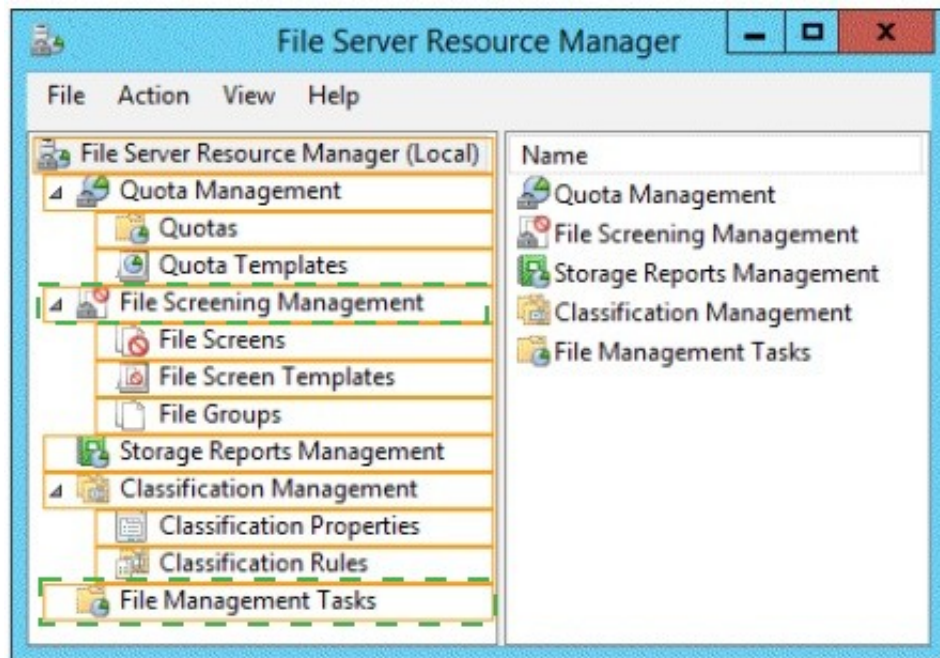 File Server Resource Manager
File Action View Help
File Server Resource Manager (Local)
Quota Management
Quotas
Quota Templates
File Screening Management
File Screens
File Screen Templates
File Groups
Storage Reports Management
Classification Management
Classification Properties
Classification Rules
File Management Tasks
Name
Quota Management
File Screening Management
Storage Reports Management
Classification Management
File Management Tasks